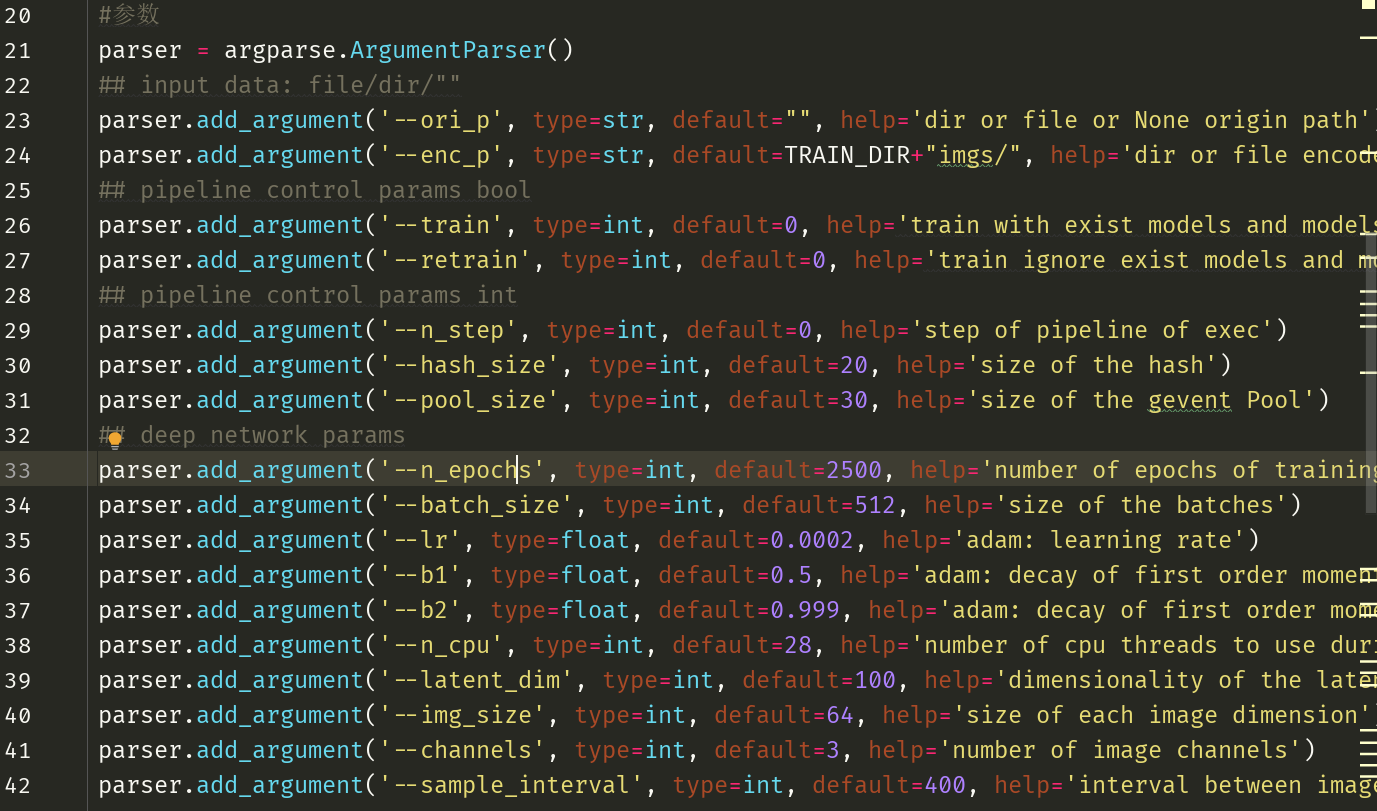 20 #参数
21 parser = argparse.ArgumentParser()
22 ## input data: file/dir/""
23 parser.add_argument('--ori_p', type=str, default="", help='dir or file or None origin path'
24 parser.add_argument('--enc_p', type=str, default=TRAIN_DIR+"imgs/", help='dir or file encode
25 ## pipeline control params bool
26 parser.add_argument('--train', type=int, default=0, help='train with exist models and models
27 parser.add_argument('--retrain', type=int, default=0, help='train ignore exist models and mo
28 ## pipeline control params int
29 parser.add_argument('--n_step', type=int, default=0, help='step of pipeline of exec')
30 parser.add_argument('--hash_size', type=int, default=20, help='size of the hash')
31 parser.add_argument('--pool_size', type=int, default=30, help='size of the gevent Pool')
32 ## deep network params
33 parser.add_argument('--n_epochs', type=int, default=2500, help='number of epochs of training
34 parser.add_argument('--batch_size', type=int, default=512, help='size of the batches')
35 parser.add_argument('--lr', type=float, default=0.0002, help='adam: learning rate')
36 parser.add_argument('--b1', type=float, default=0.5, help='adam: decay of first order momen
37 parser.add_argument('--b2', type=float, default=0.999, help='adam: decay of first order mome
38 parser.add_argument('--n_cpu', type=int, default=28, help='number of cpu threads to use duri
39 parser.add_argument('--latent_dim', type=int, default=100, help='dimensionality of the laten
40 parser.add_argument('--img_size', type=int, default=64, help='size of each image dimension'
41 parser.add_argument('--channels', type=int, default=3, help='number of image channels')
42 parser.add_argument('--sample_interval', type=int, default=400, help='interval between image